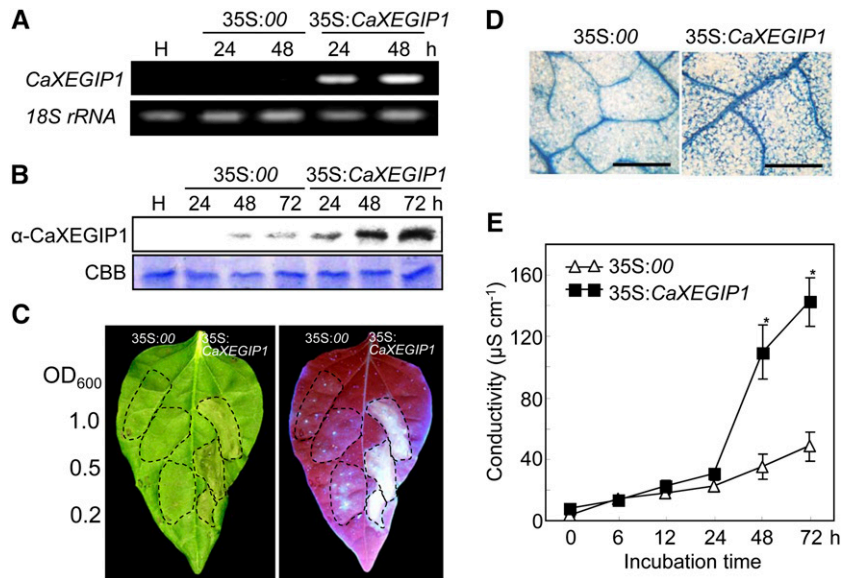 A
35S:00 35S:CaXEGIP1
H 24 48 24 48 h
CaXEGIP1
18S rRNA
B
35S:00 35S:CaXEGIP1
H 24 48 72 24 48 72 h
α-CaXEGIP1
CBB
C
35S:00 35S:CaXEGIP1 35S:00 35S:CaXEGIP1
OD600
1.0
0.5
0.2
D
35S:00 35S:CaXEGIP1
E
35S:00
35S:CaXEGIP1
Conductivity (µS cm⁻¹)
160
120
80
40
0
* *
0 6 12 24 48 72 h
Incubation time